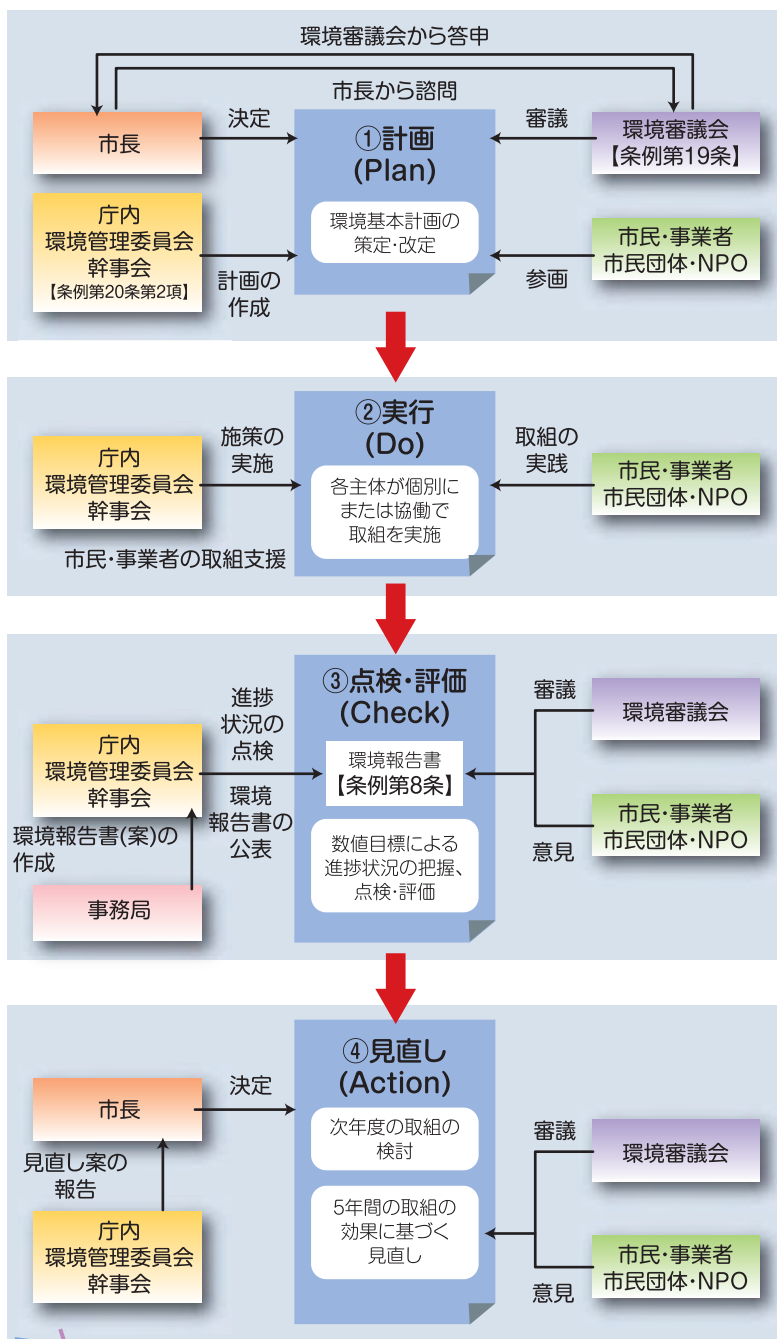 環境審議会から答申
市長から諮問
市長
決定
①計画
(Plan)
審議
環境審議会
【条例第19条】
庁内
環境管理委員会
幹事会
【条例第20条第2項】
計画の
作成
環境基本計画の
策定・改定
参画
市民・事業者
市民団体・NPO
②実行
(Do)
庁内
環境管理委員会
幹事会
施策の
実施
各主体が個別に
または協働で
取組を実施
取組の
実践
市民・事業者
市民団体・NPO
市民・事業者の取組支援
③点検・評価
(Check)
庁内
環境管理委員会
幹事会
進捗
状況の
点検
環境
報告書の
公表
環境報告書(案)の
作成
事務局
環境報告書
【条例第8条】
数値目標による
進捗状況の把握、
点検・評価
審議
環境審議会
意見
市民・事業者
市民団体・NPO
④見直し
(Action)
市長
決定
見直し案の
報告
庁内
環境管理委員会
幹事会
次年度の取組の
検討
5年間の取組の
効果に基づく
見直し
審議
環境審議会
意見
市民・事業者
市民団体・NPO